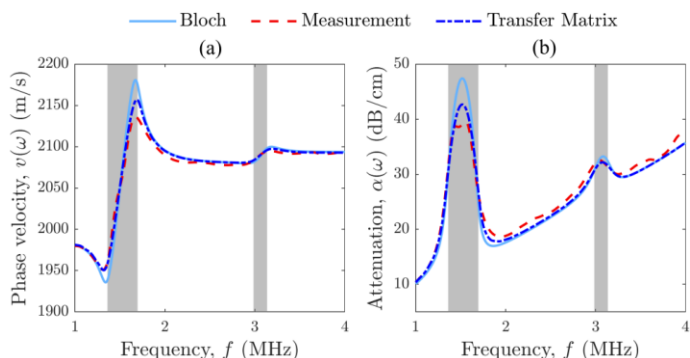 Bloch Measurement Transfer Matrix
(a) (b)
Phase velocity, v(ω) (m/s)
2200
2150
2100
2050
2000
1950
1900
1 2 3 4
Frequency, f (MHz)
Attenuation, α(ω) (dB/cm)
50
40
30
20
10
1 2 3 4
Frequency, f (MHz)